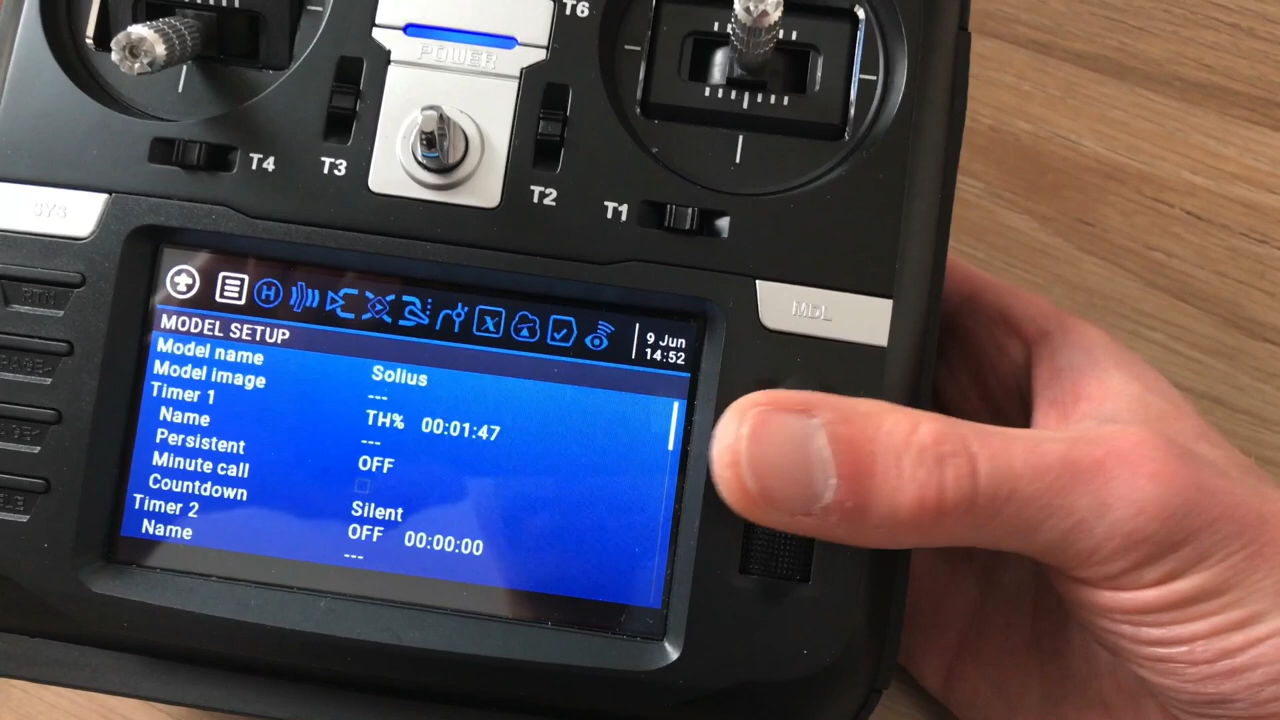 T6
POWER
T4
T3
T2
T1
SYS
MDL
RTN
9 Jun
14:52
MODEL SETUP
Model name Solius
Model image ---
Timer 1 TH% 00:01:47
Name ---
Persistent OFF
Minute call
Countdown Silent
Timer 2 OFF 00:00:00
Name ---